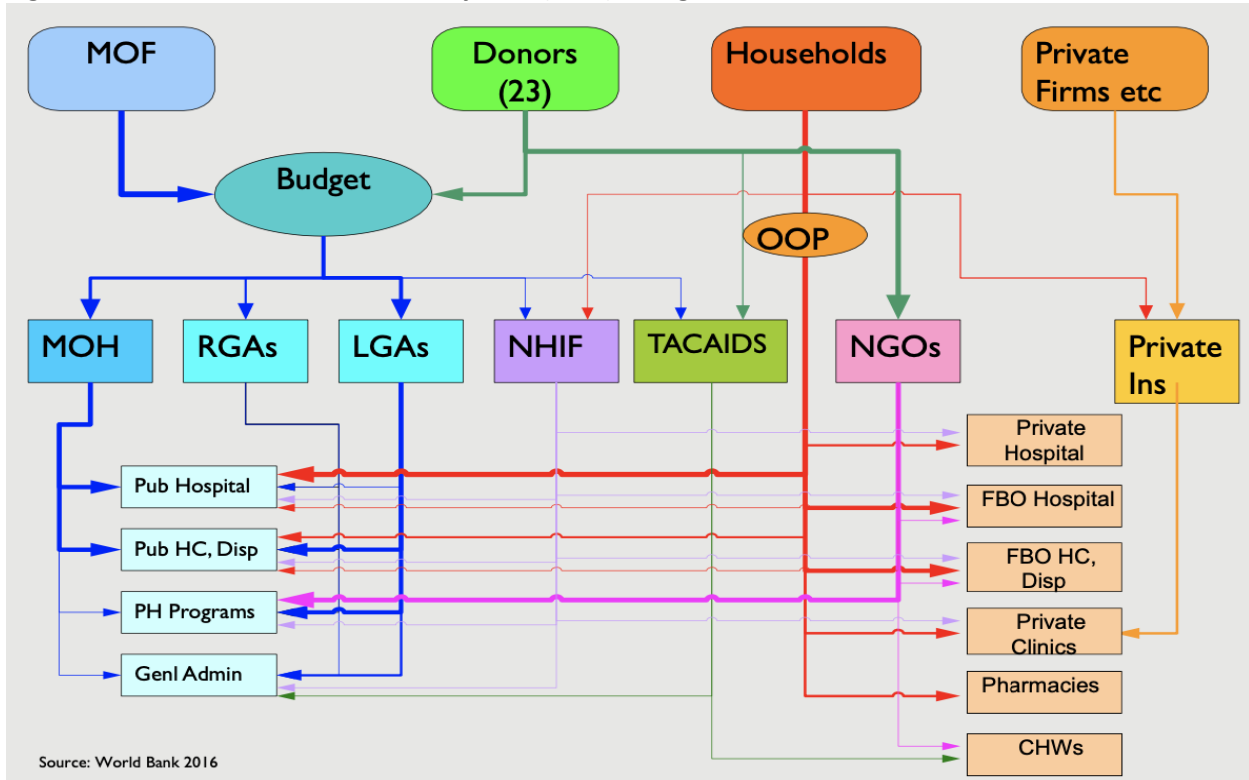 MOF
Donors
(23)
Households
Private
Firms etc
Budget
OOP
MOH
RGAs
LGAs
NHIF
TACAIDS
NGOs
Private
Ins
Private
Hospital
Pub Hospital
FBO Hospital
Pub HC, Disp
FBO HC,
Disp
PH Programs
Private
Clinics
Genl Admin
Pharmacies
CHWs
Source: World Bank 2016